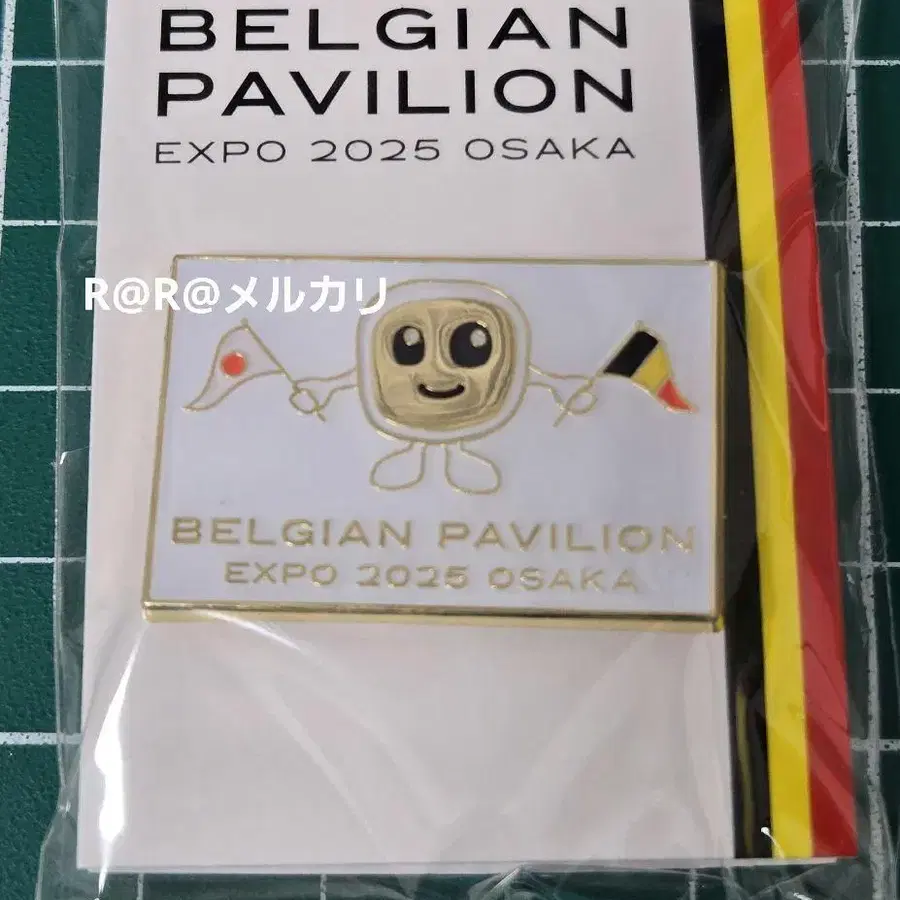 BELGIAN
PAVILION
EXPO 2025 OSAKA
R@R@メルカリ
BELGIAN PAVILION
EXPO 2025 OSAKA